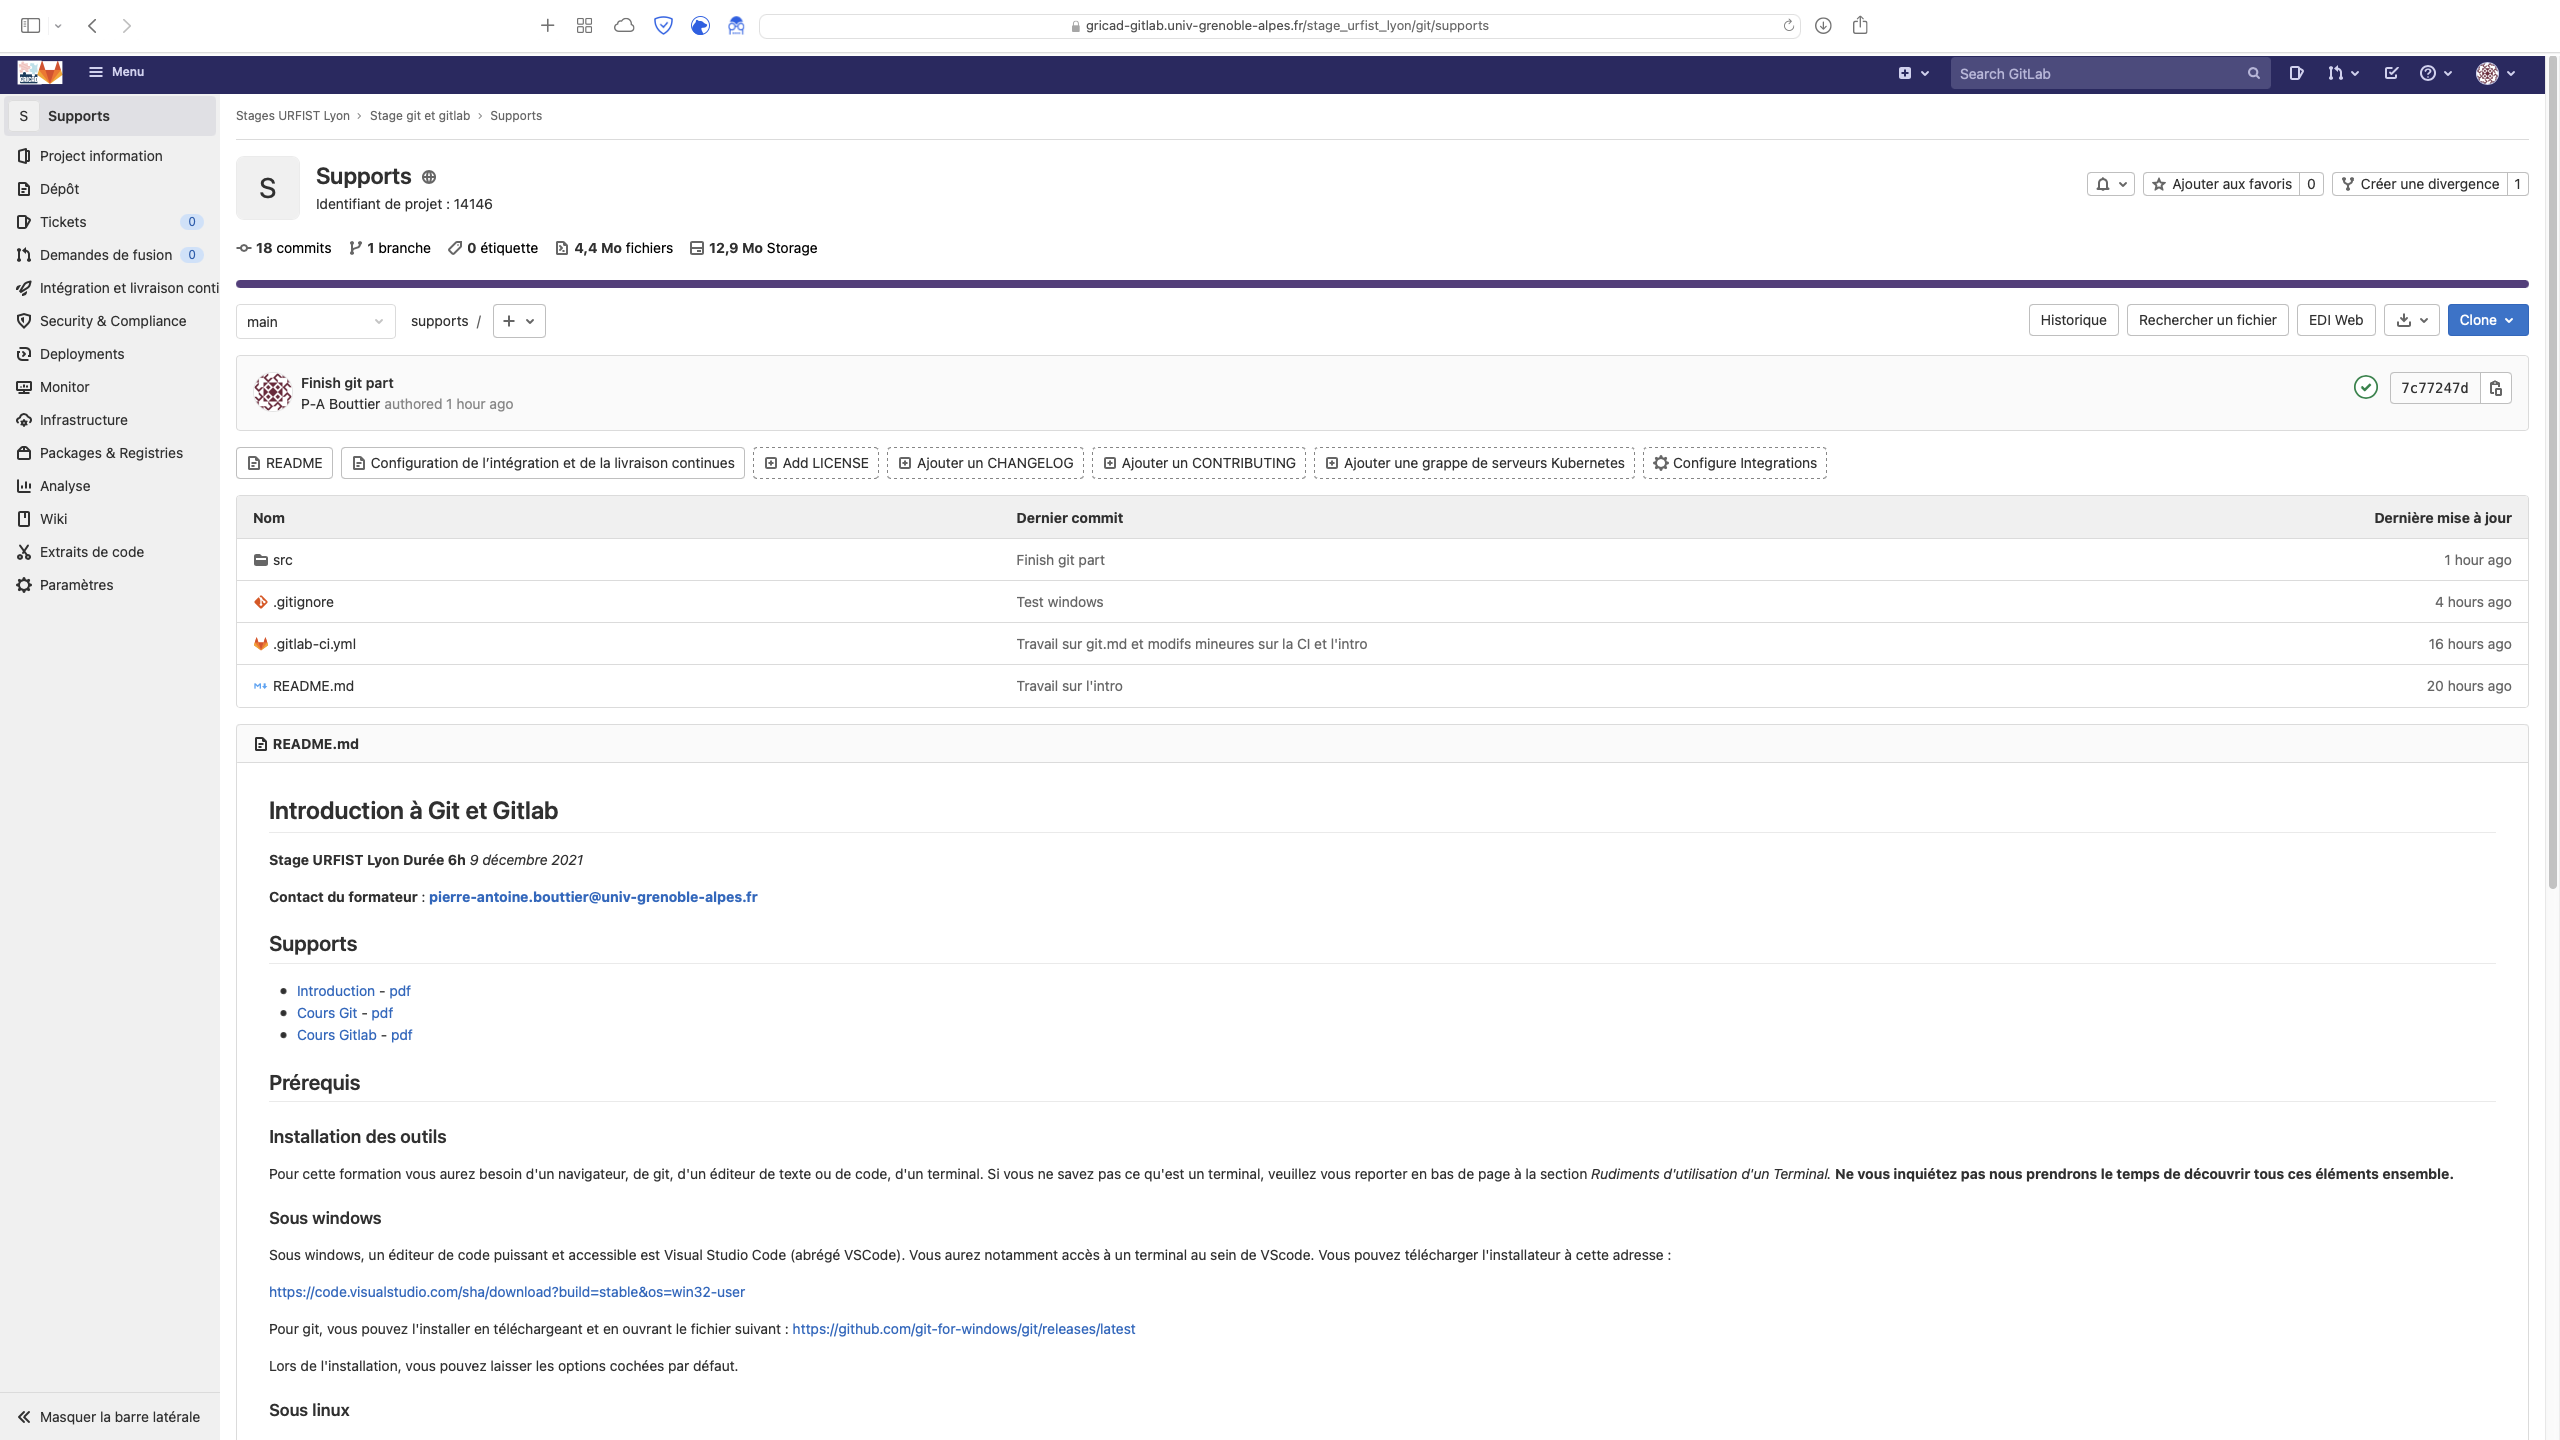 gricad-gitlab.univ-grenoble-alpes.fr/stage_urfist_lyon/git/supports
Menu
Search GitLab
S Supports
Project information
Dépôt
Tickets 0
Demandes de fusion 0
Intégration et livraison conti
Security & Compliance
Deployments
Monitor
Infrastructure
Packages & Registries
Analyse
Wiki
Extraits de code
Paramètres
Masquer la barre latérale
Stages URFIST Lyon › Stage git et gitlab › Supports
S
Supports
Identifiant de projet : 14146
Ajouter aux favoris 0
Créer une divergence 1
18 commits 1 branche 0 étiquette 4,4 Mo fichiers 12,9 Mo Storage
main supports / +
Historique Rechercher un fichier EDI Web Clone
Finish git part
P-A Bouttier authored 1 hour ago
7c77247d
README Configuration de l’intégration et de la livraison continues Add LICENSE Ajouter un CHANGELOG Ajouter un CONTRIBUTING Ajouter une grappe de serveurs Kubernetes Configure Integrations
Nom Dernier commit Dernière mise à jour
src Finish git part 1 hour ago
.gitignore Test windows 4 hours ago
.gitlab-ci.yml Travail sur git.md et modifs mineures sur la CI et l'intro 16 hours ago
README.md Travail sur l'intro 20 hours ago
README.md
Introduction à Git et Gitlab
Stage URFIST Lyon Durée 6h 9 décembre 2021
Contact du formateur : pierre-antoine.bouttier@univ-grenoble-alpes.fr
Supports
Introduction - pdf
Cours Git - pdf
Cours Gitlab - pdf
Prérequis
Installation des outils
Pour cette formation vous aurez besoin d'un navigateur, de git, d'un éditeur de texte ou de code, d'un terminal. Si vous ne savez pas ce qu'est un terminal, veuillez vous reporter en bas de page à la section Rudiments d'utilisation d'un Terminal. Ne vous inquiétez pas nous prendrons le temps de découvrir tous ces éléments ensemble.
Sous windows
Sous windows, un éditeur de code puissant et accessible est Visual Studio Code (abrégé VSCode). Vous aurez notamment accès à un terminal au sein de VScode. Vous pouvez télécharger l'installateur à cette adresse :
https://code.visualstudio.com/sha/download?build=stable&os=win32-user
Pour git, vous pouvez l'installer en téléchargeant et en ouvrant le fichier suivant : https://github.com/git-for-windows/git/releases/latest
Lors de l'installation, vous pouvez laisser les options cochées par défaut.
Sous linux